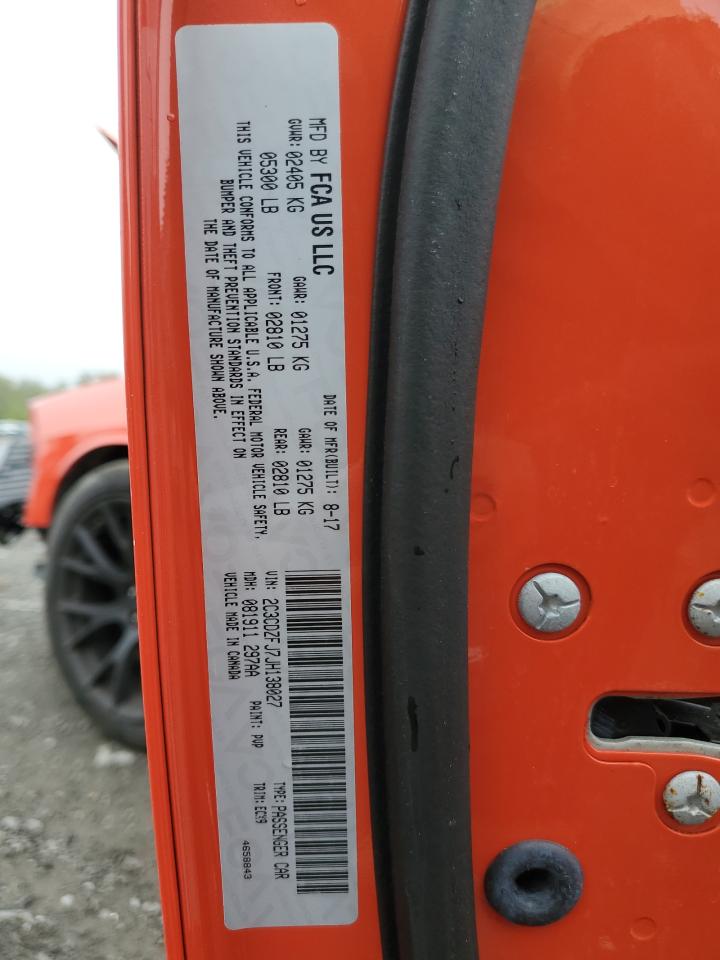 MFD BY FCA US LLC
DATE OF MFR(BUILT): 8-17
GVWR: 02405 KG
GAWR: 01275 KG
GAWR: 01275 KG
05300 LB
FRONT: 02810 LB
REAR: 02810 LB
THIS VEHICLE CONFORMS TO ALL APPLICABLE U.S.A. FEDERAL MOTOR VEHICLE SAFETY,
BUMPER AND THEFT PREVENTION STANDARDS IN EFFECT ON
THE DATE OF MANUFACTURE SHOWN ABOVE.
VIN: 2C3CDZFJ7JH138027
TYPE: PASSENGER CAR
MDH: 081911 297AA
PAINT: PVP
TRIM: ECX9
VEHICLE MADE IN CANADA
4658843